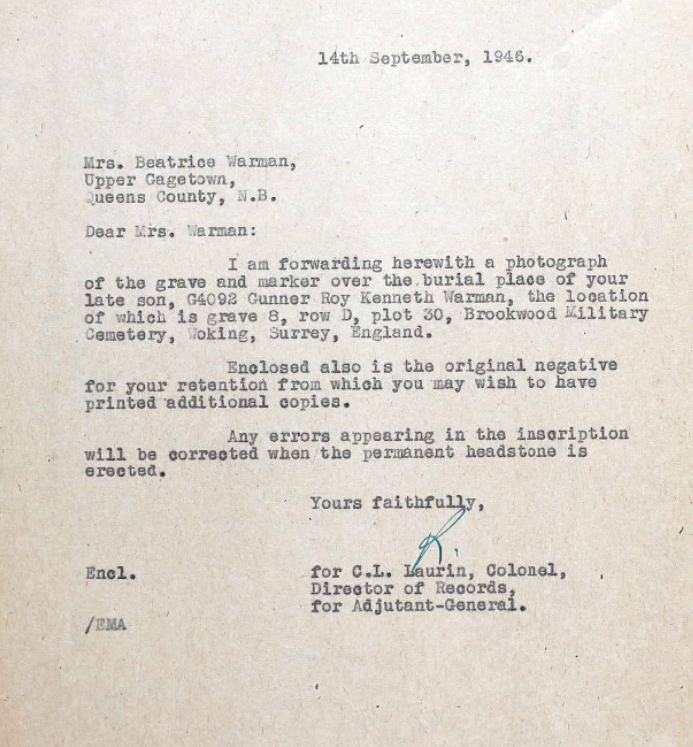 14th September, 1946.
Mrs. Beatrice Warman,
Upper Gagetown,
Queens County, N.B.
Dear Mrs. Warman:
I am forwarding herewith a photograph
of the grave and marker over the burial place of your
late son, G4092 Gunner Roy Kenneth Warman, the location
of which is grave 8, row D, plot 30, Brookwood Military
Cemetery, Woking, Surrey, England.
Enclosed also is the original negative
for your retention from which you may wish to have
printed additional copies.
Any errors appearing in the inscription
will be corrected when the permanent headstone is
erected.
Yours faithfully,
R.
Encl.
for C.L. Laurin, Colonel,
Director of Records,
for Adjutant-General.
/EMA